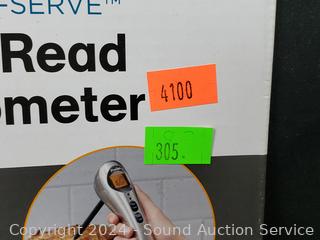 -SERVE™
Read
ometer
4100
305.
Copyright 2024 - Sound Auction Service